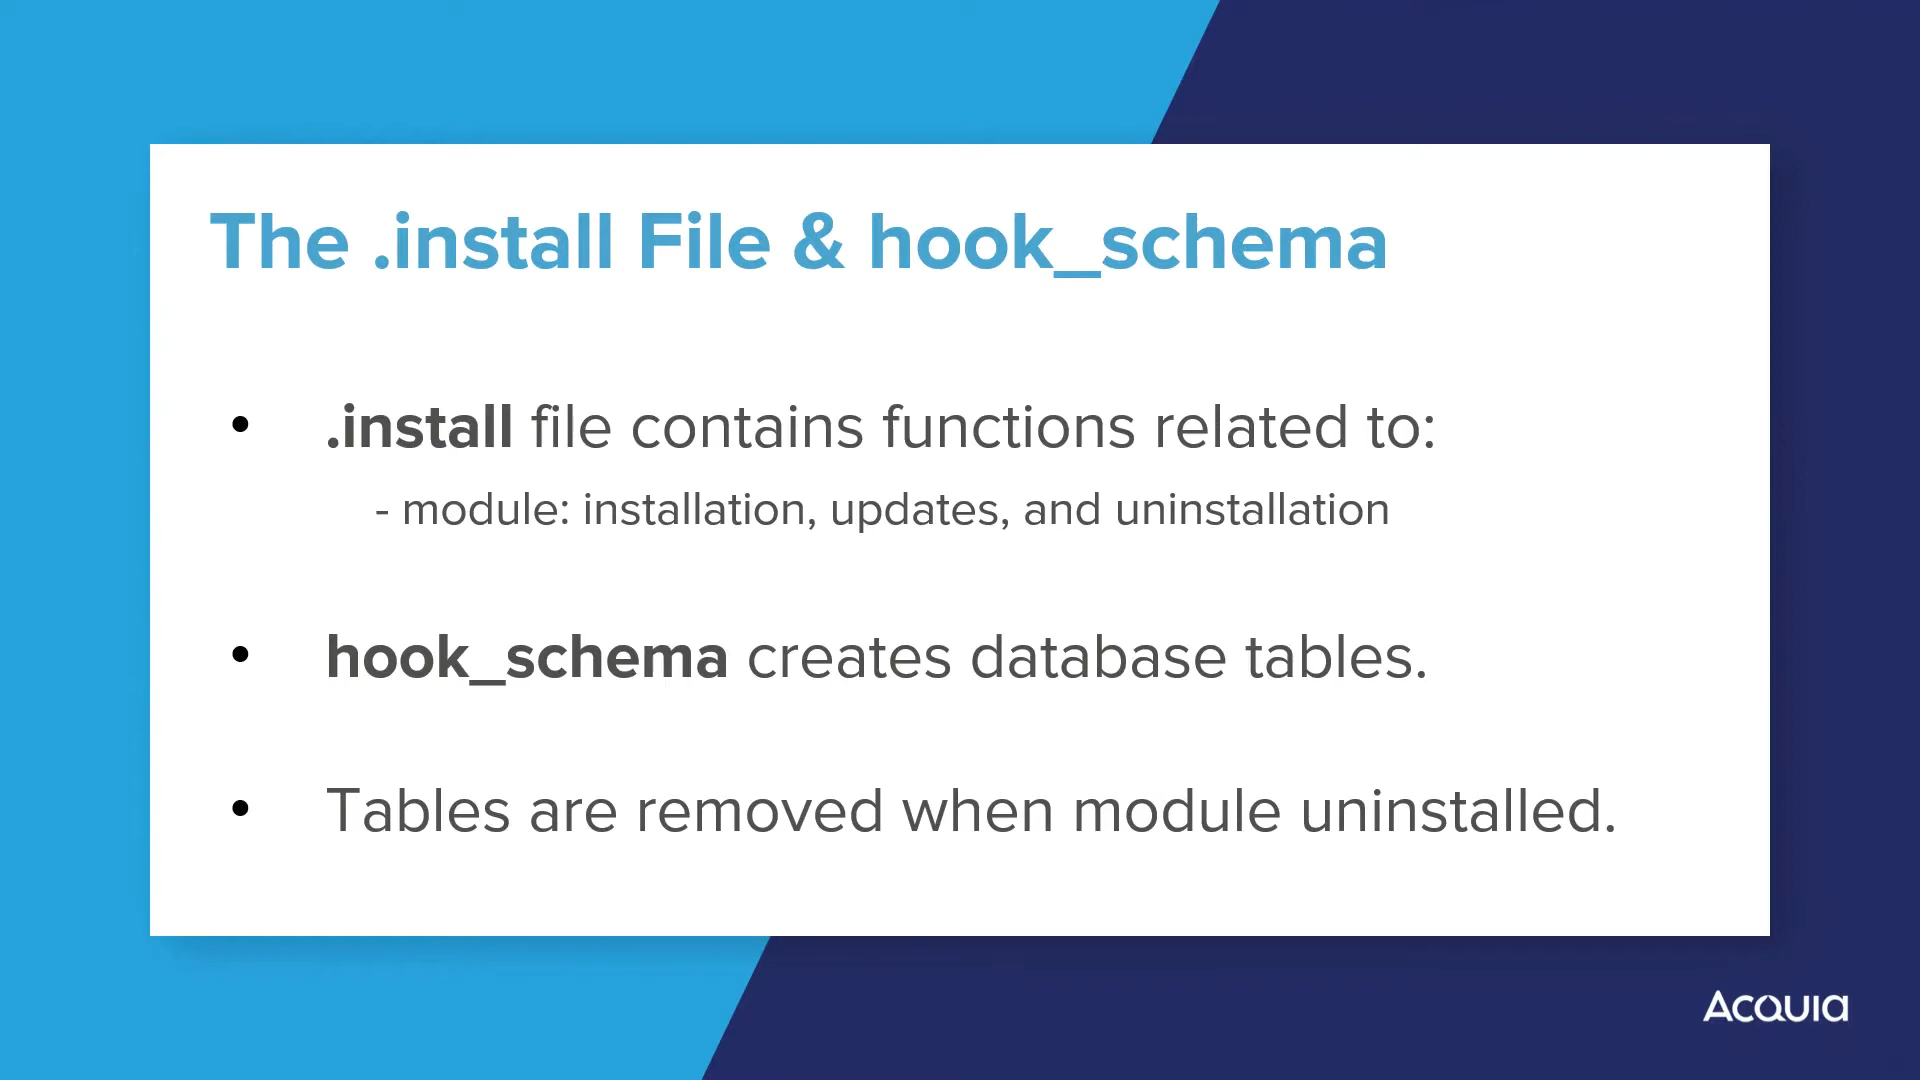 The .install File & hook_schema
• .install file contains functions related to:
- module: installation, updates, and uninstallation
• hook_schema creates database tables.
• Tables are removed when module uninstalled.
ACQUIA